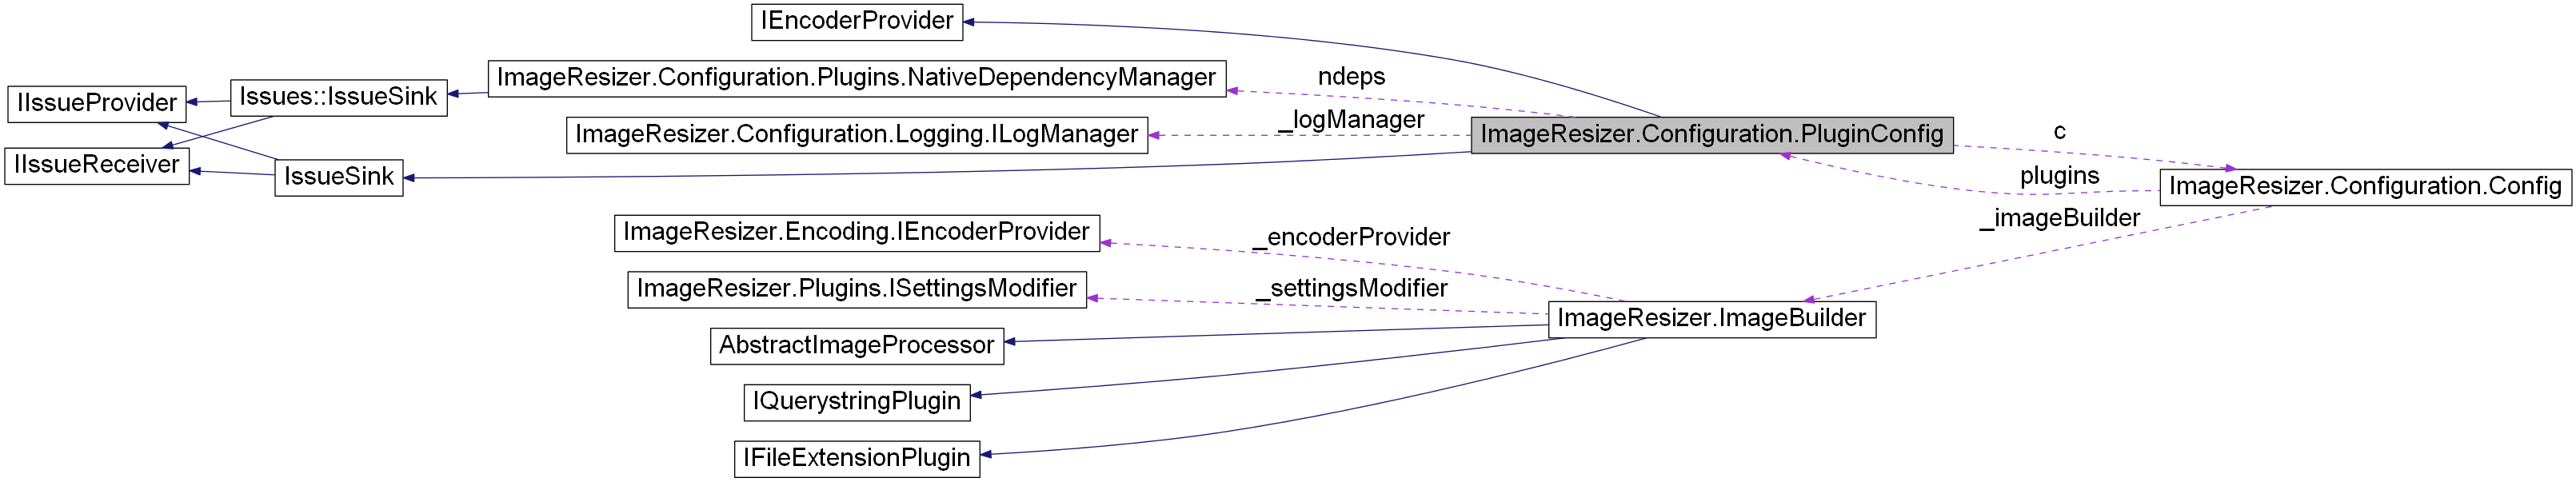 IEncoderProvider
ImageResizer.Configuration.Plugins.NativeDependencyManager
ndeps
Issues::IssueSink
IIssueProvider
_logManager
ImageResizer.Configuration.Logging.ILogManager
ImageResizer.Configuration.PluginConfig
c
IIssueReceiver
IssueSink
plugins
ImageResizer.Configuration.Config
_imageBuilder
ImageResizer.Encoding.IEncoderProvider
_encoderProvider
ImageResizer.Plugins.ISettingsModifier
_settingsModifier
ImageResizer.ImageBuilder
AbstractImageProcessor
IQuerystringPlugin
IFileExtensionPlugin